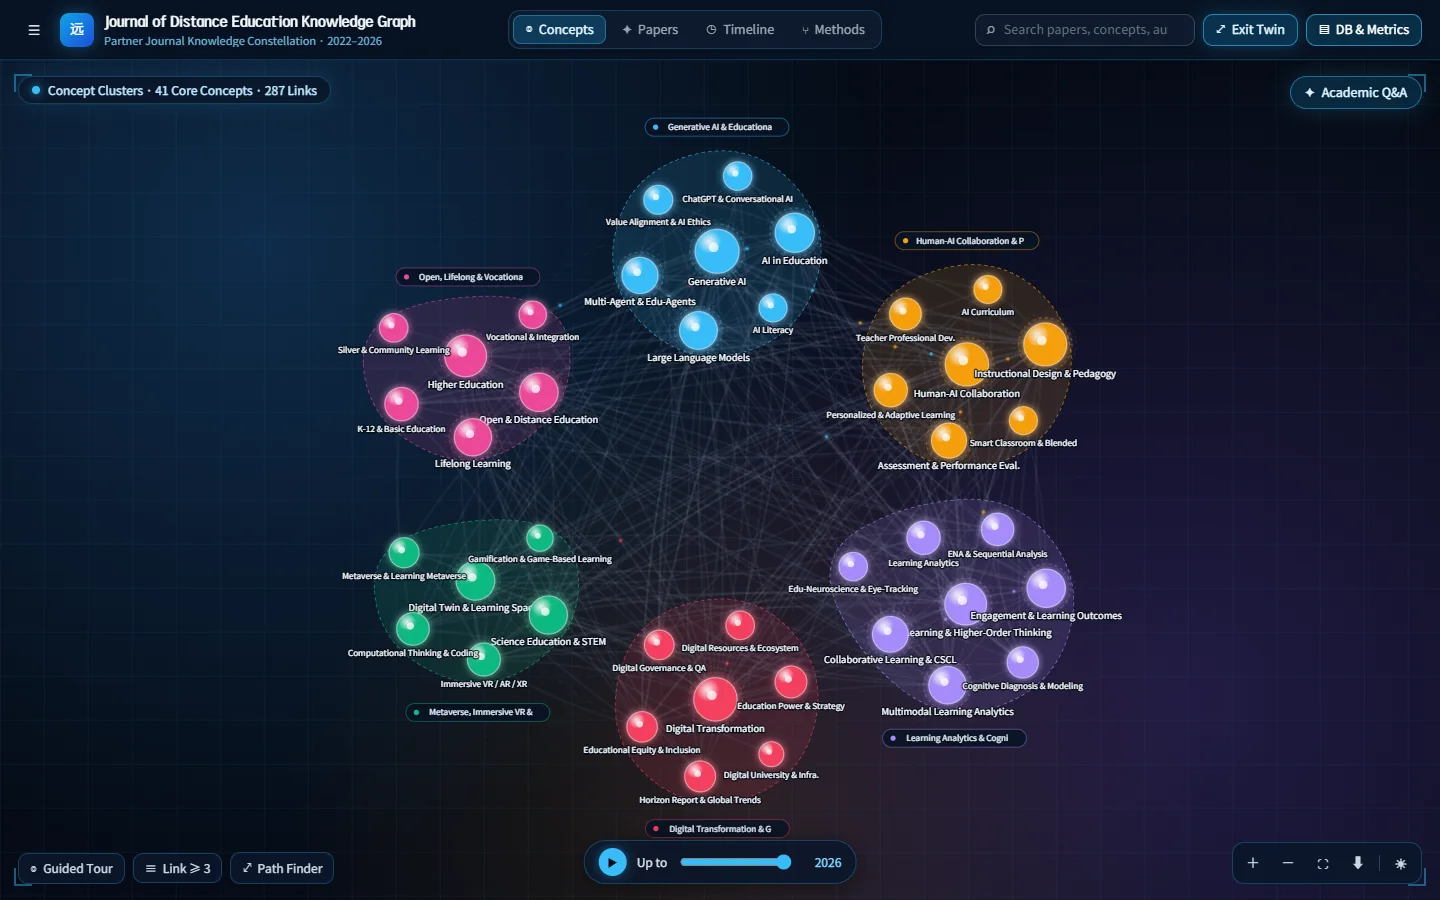 远
Journal of Distance Education Knowledge Graph
Partner Journal Knowledge Constellation · 2022–2026
Concepts
Papers
Timeline
Methods
Search papers, concepts, au
Exit Twin
DB & Metrics
Concept Clusters · 41 Core Concepts · 287 Links
Academic Q&A
Generative AI & Educationa
ChatGPT & Conversational AI
Value Alignment & AI Ethics
AI in Education
Generative AI
Multi-Agent & Edu-Agents
AI Literacy
Large Language Models
Human-AI Collaboration & P
AI Curriculum
Teacher Professional Dev.
Instructional Design & Pedagogy
Human-AI Collaboration
Personalized & Adaptive Learning
Smart Classroom & Blended
Assessment & Performance Eval.
Open, Lifelong & Vocationa
Vocational & Integration
Silver & Community Learning
Higher Education
Open & Distance Education
K-12 & Basic Education
Lifelong Learning
Gamification & Game-Based Learning
Metaverse & Learning Metaverse
Digital Twin & Learning Spac
Science Education & STEM
Computational Thinking & Coding
Immersive VR / AR / XR
Metaverse, Immersive VR &
ENA & Sequential Analysis
Learning Analytics
Edu-Neuroscience & Eye-Tracking
Engagement & Learning Outcomes
earning & Higher-Order Thinking
Collaborative Learning & CSCL
Cognitive Diagnosis & Modeling
Multimodal Learning Analytics
Learning Analytics & Cogni
Digital Resources & Ecosystem
Digital Governance & QA
Education Power & Strategy
Digital Transformation
Educational Equity & Inclusion
Digital University & Infra.
Horizon Report & Global Trends
Digital Transformation & G
Guided Tour
Link ⩾ 3
Path Finder
Up to
2026